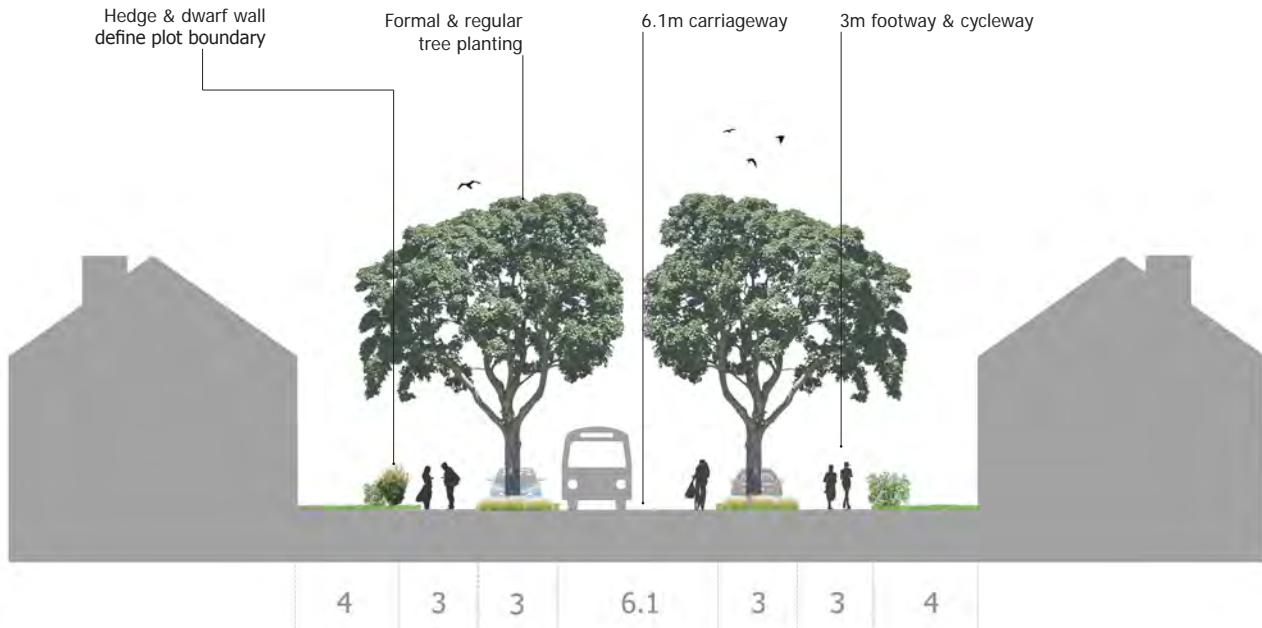 Hedge & dwarf wall
define plot boundary
Formal & regular
tree planting
6.1m carriageway
3m footway & cycleway
4 3 3 6.1 3 3 4